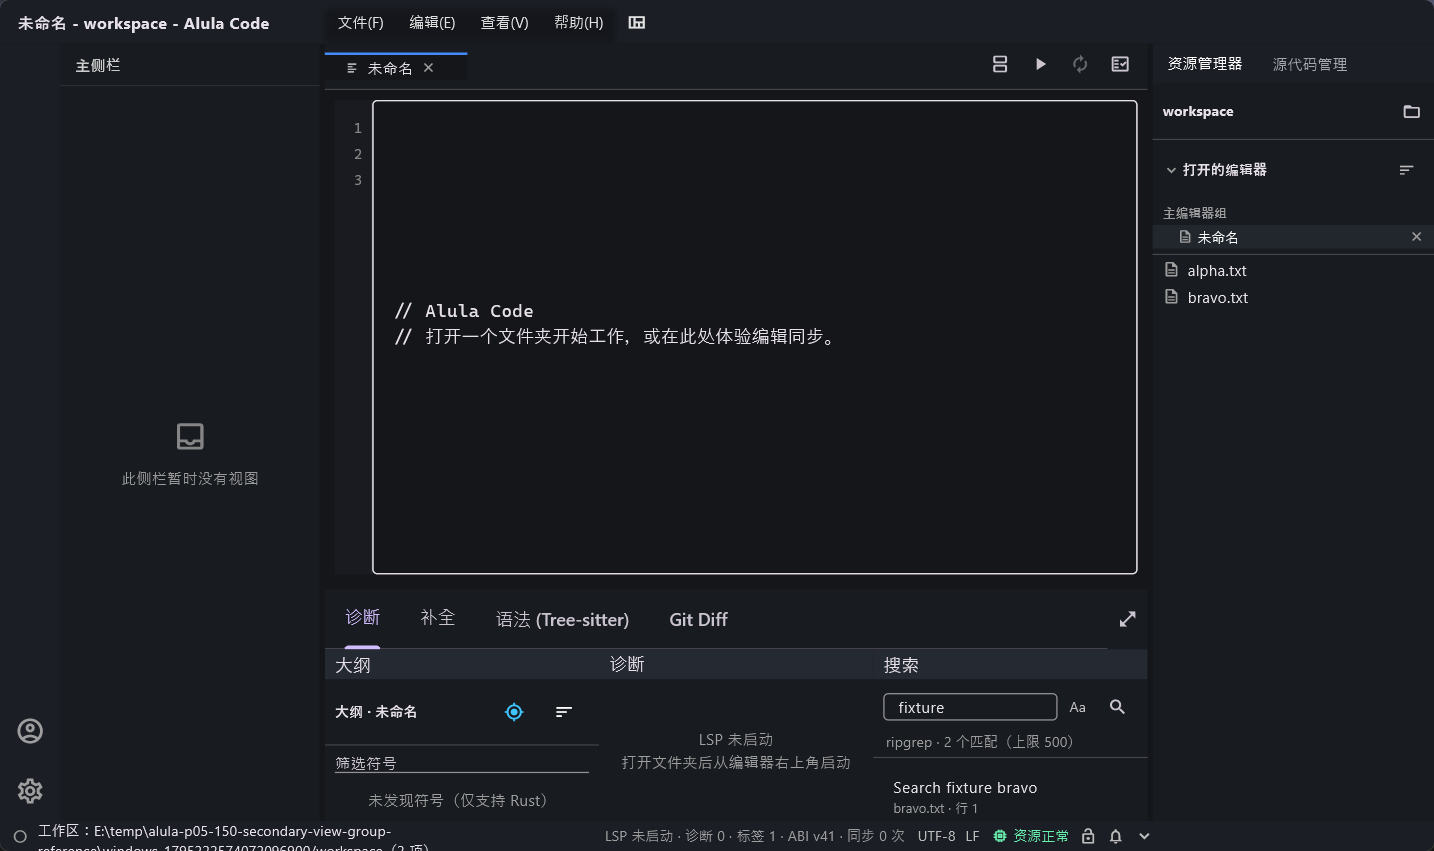 未命名 - workspace - Alula Code
文件(F) 编辑(E) 查看(V) 帮助(H)
主侧栏
未命名
资源管理器 源代码管理
workspace
打开的编辑器
主编辑器组
未命名
alpha.txt
bravo.txt
1
2
3
// Alula Code
// 打开一个文件夹开始工作，或在此处体验编辑同步。
此侧栏暂时没有视图
诊断 补全 语法 (Tree-sitter) Git Diff
大纲 诊断 搜索
大纲 · 未命名
筛选符号
未发现符号（仅支持 Rust）
LSP 未启动
打开文件夹后从编辑器右上角启动
fixture Aa
ripgrep · 2 个匹配（上限 500）
Search fixture bravo
bravo.txt · 行 1
工作区：E:\temp\alula-p05-150-secondary-view-group-
LSP 未启动 · 诊断 0 · 标签 1 · ABI v41 · 同步 0 次 UTF-8 LF 资源正常